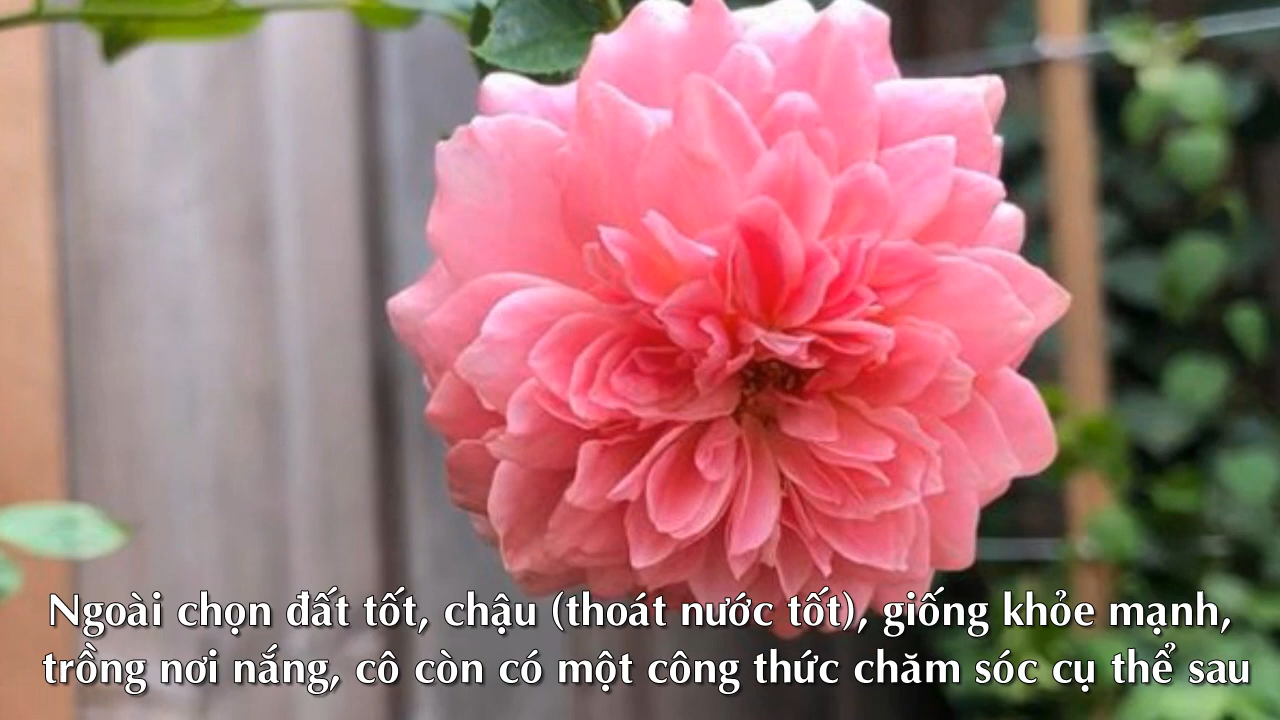 Ngoài chọn đất tốt, chậu (thoát nước tốt), giống khỏe mạnh,
trồng nơi nắng, cô còn có một công thức chăm sóc cụ thể sau